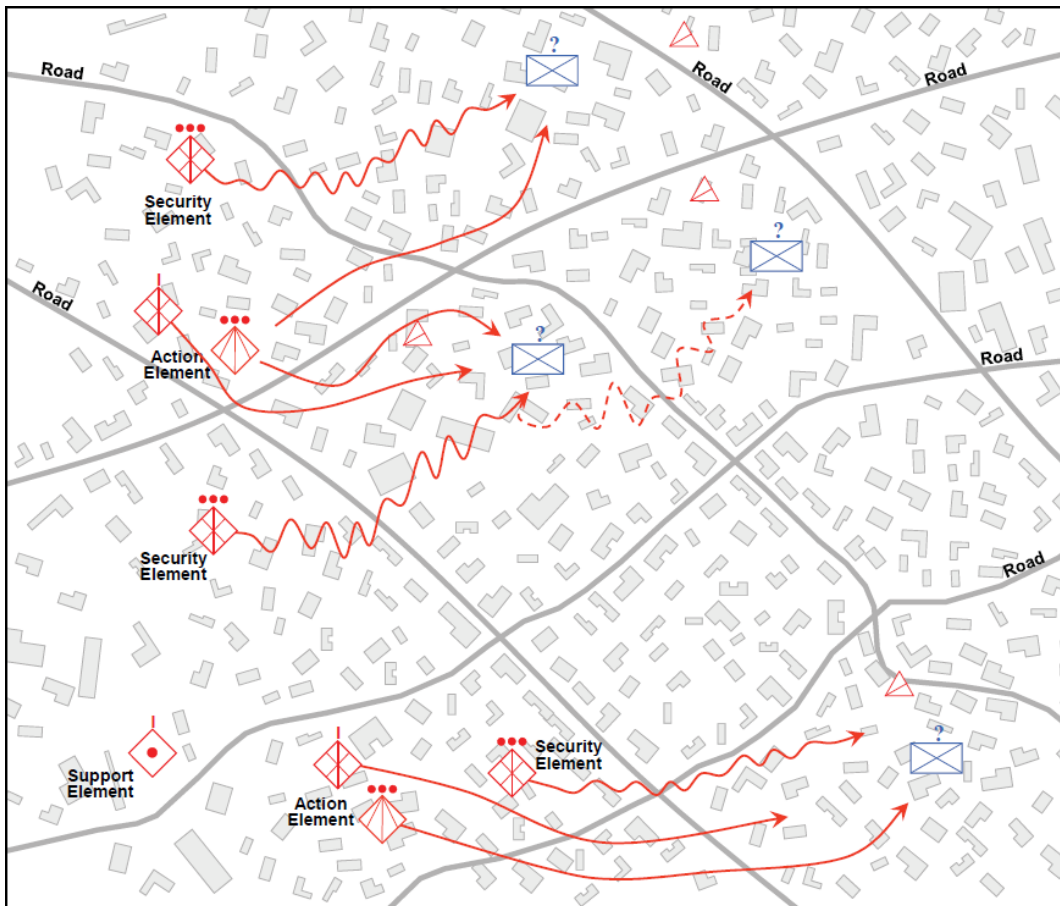 ?
Road
Road
Road
Security
Element
?
Road
?
Action
Element
Road
Security
Element
Road
?
Security
Element
Support
Element
Action
Element